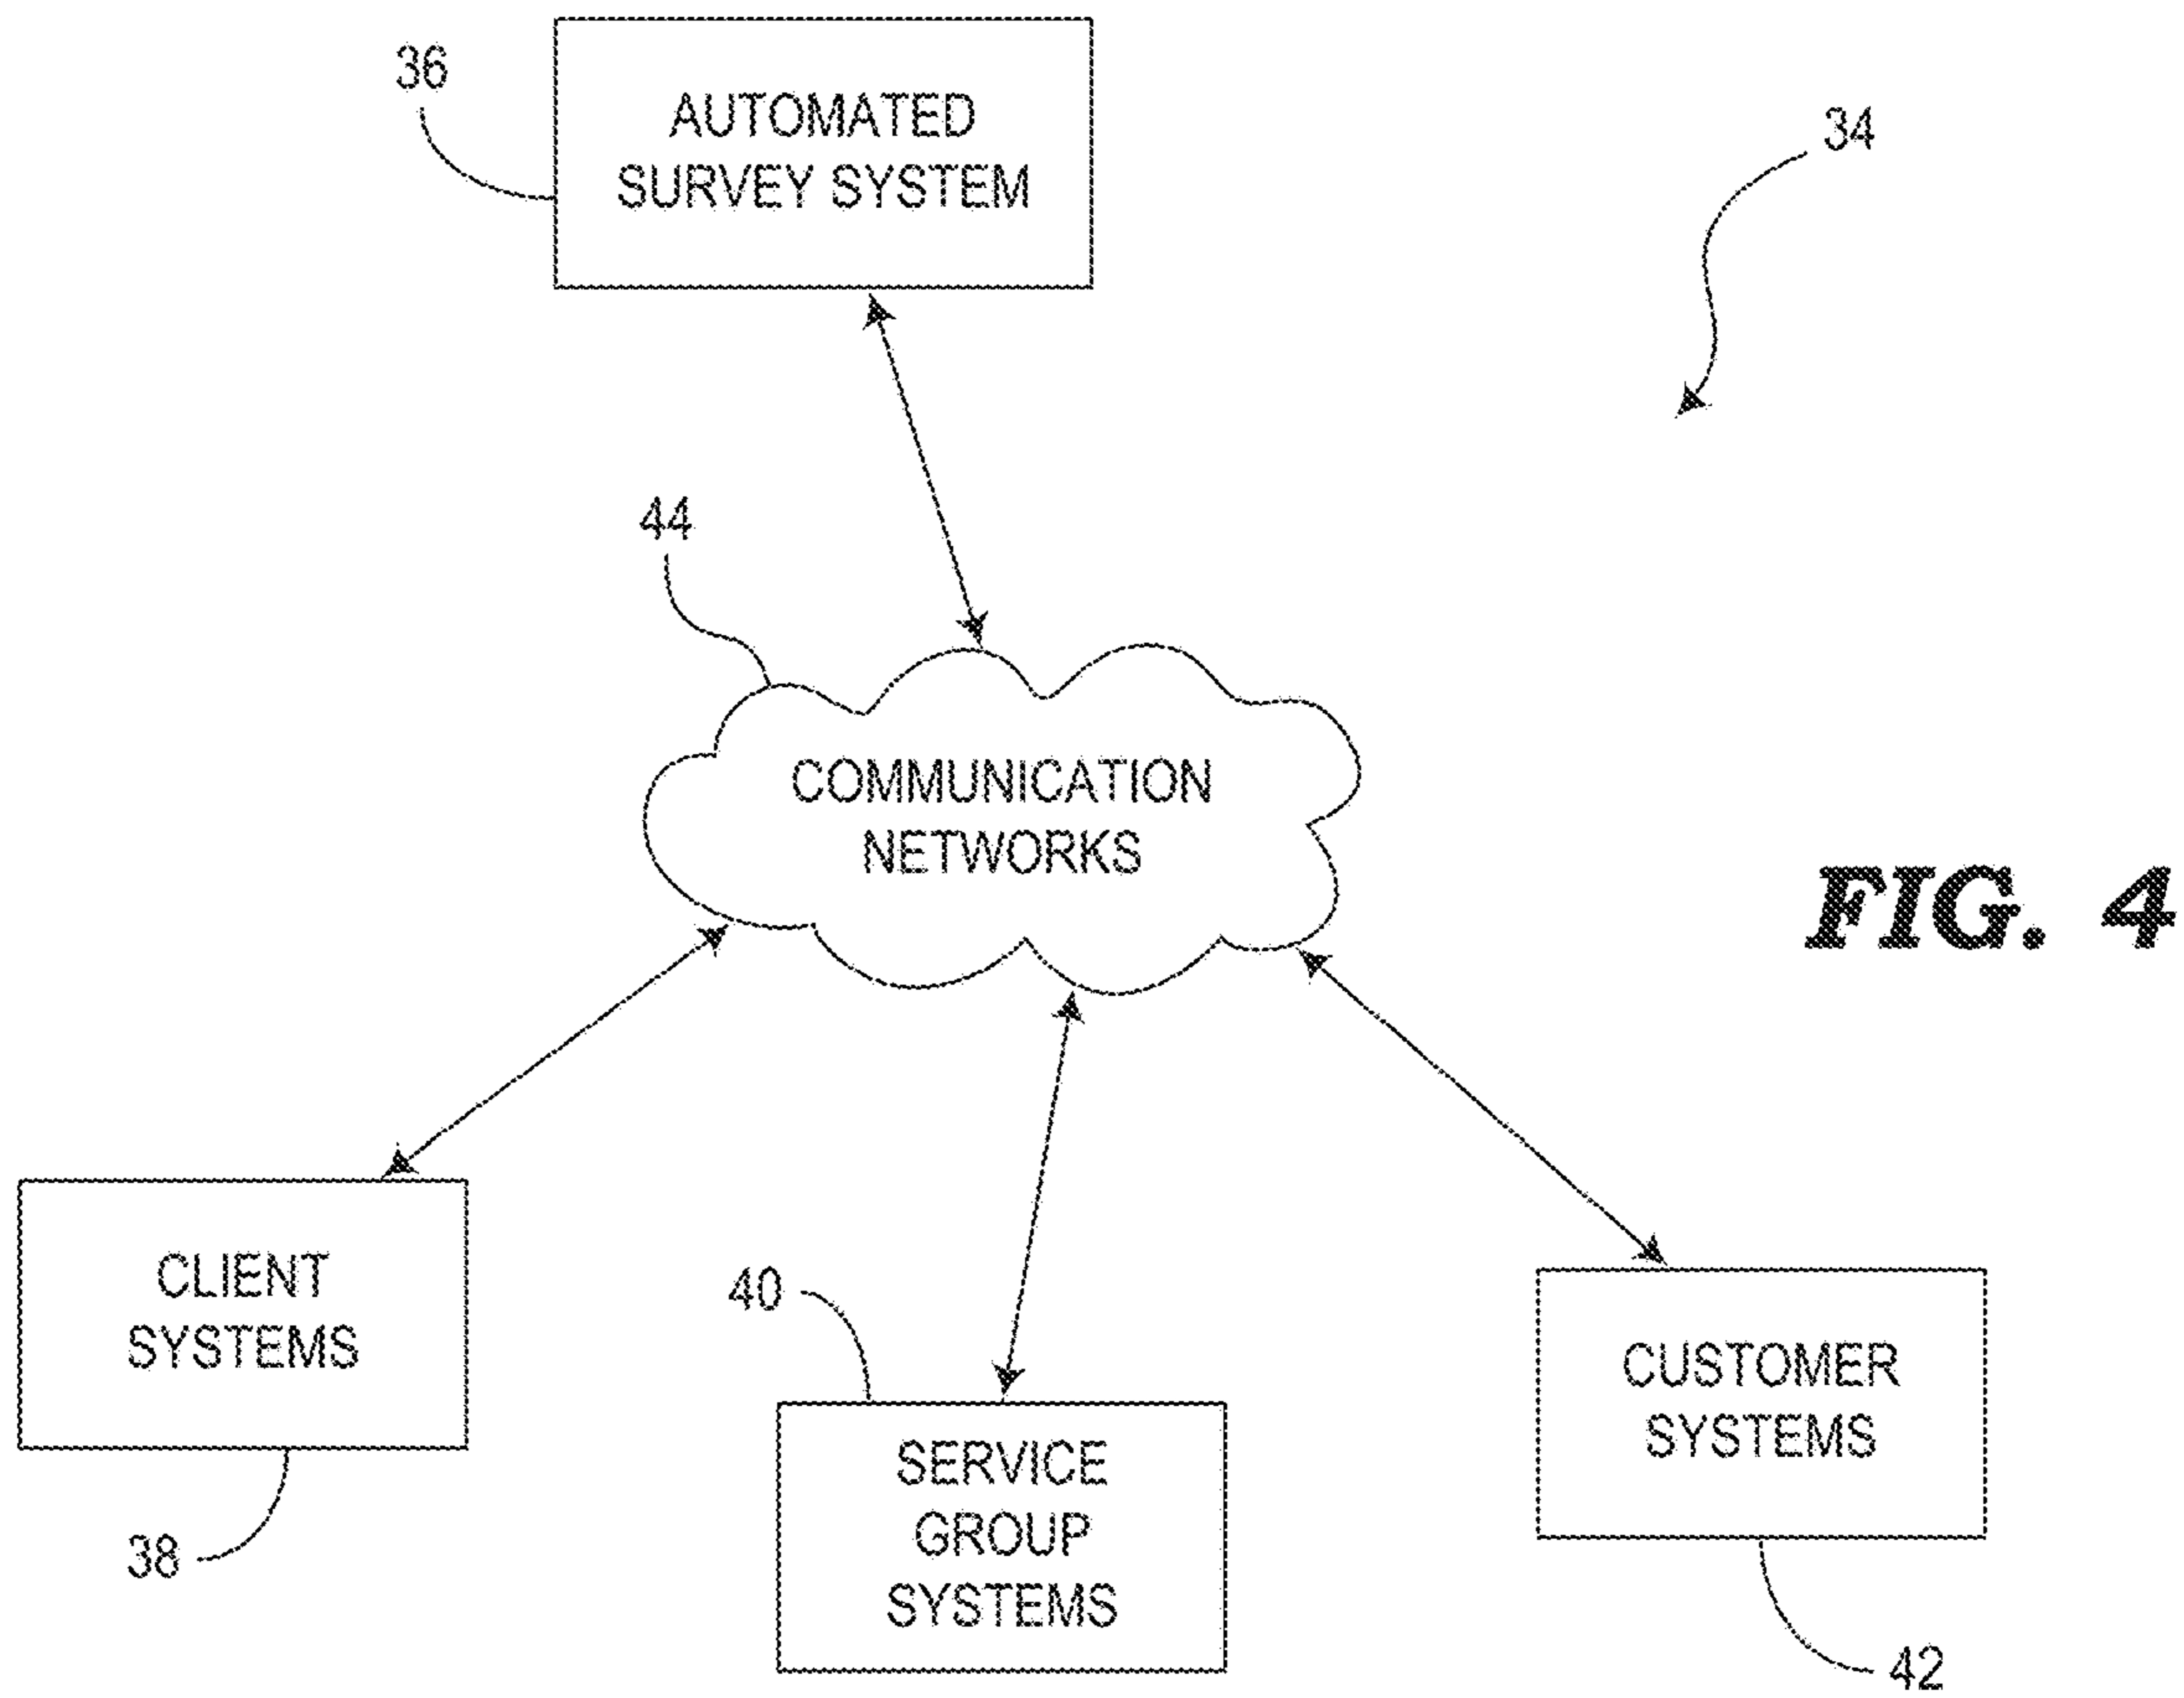 36
AUTOMATED
SURVEY SYSTEM
34
44
COMMUNICATION
NETWORKS
FIG. 4
CLIENT
SYSTEMS
38
40
SERVICE
GROUP
SYSTEMS
CUSTOMER
SYSTEMS
42